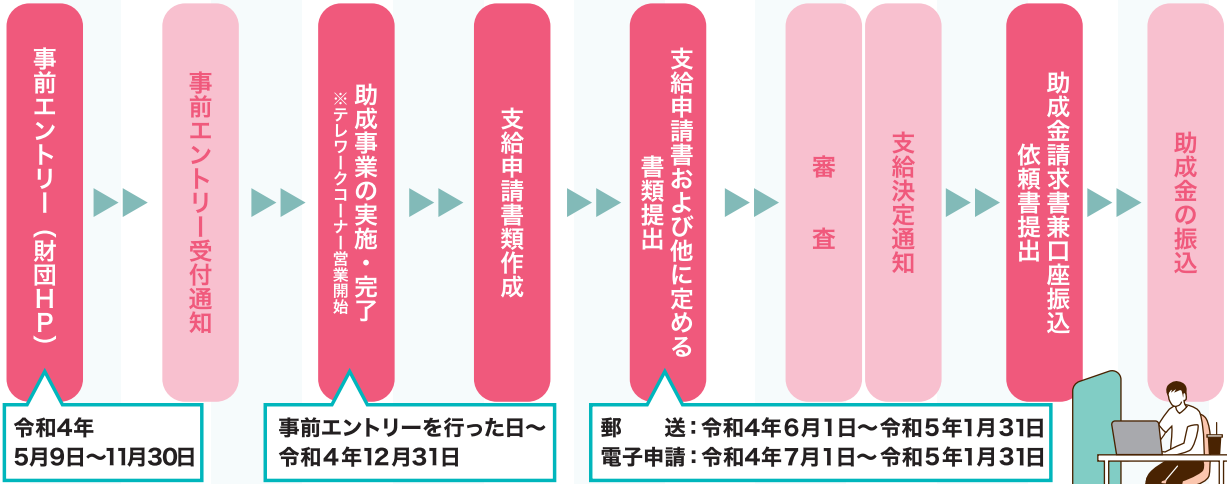 事前エントリー（財団ＨＰ）
事前エントリー受付通知
助成事業の実施・完了
※テレワークコーナー営業開始
支給申請書類作成
支給申請書および他に定める
書類提出
審　査
支給決定通知
助成金請求書兼口座振込
依頼書提出
助成金の振込
令和4年
5月9日〜11月30日
事前エントリーを行った日〜
令和４年12月31日
郵　　送：令和4年６月1日〜令和５年1月31日
電子申請：令和4年7月1日〜令和５年1月31日